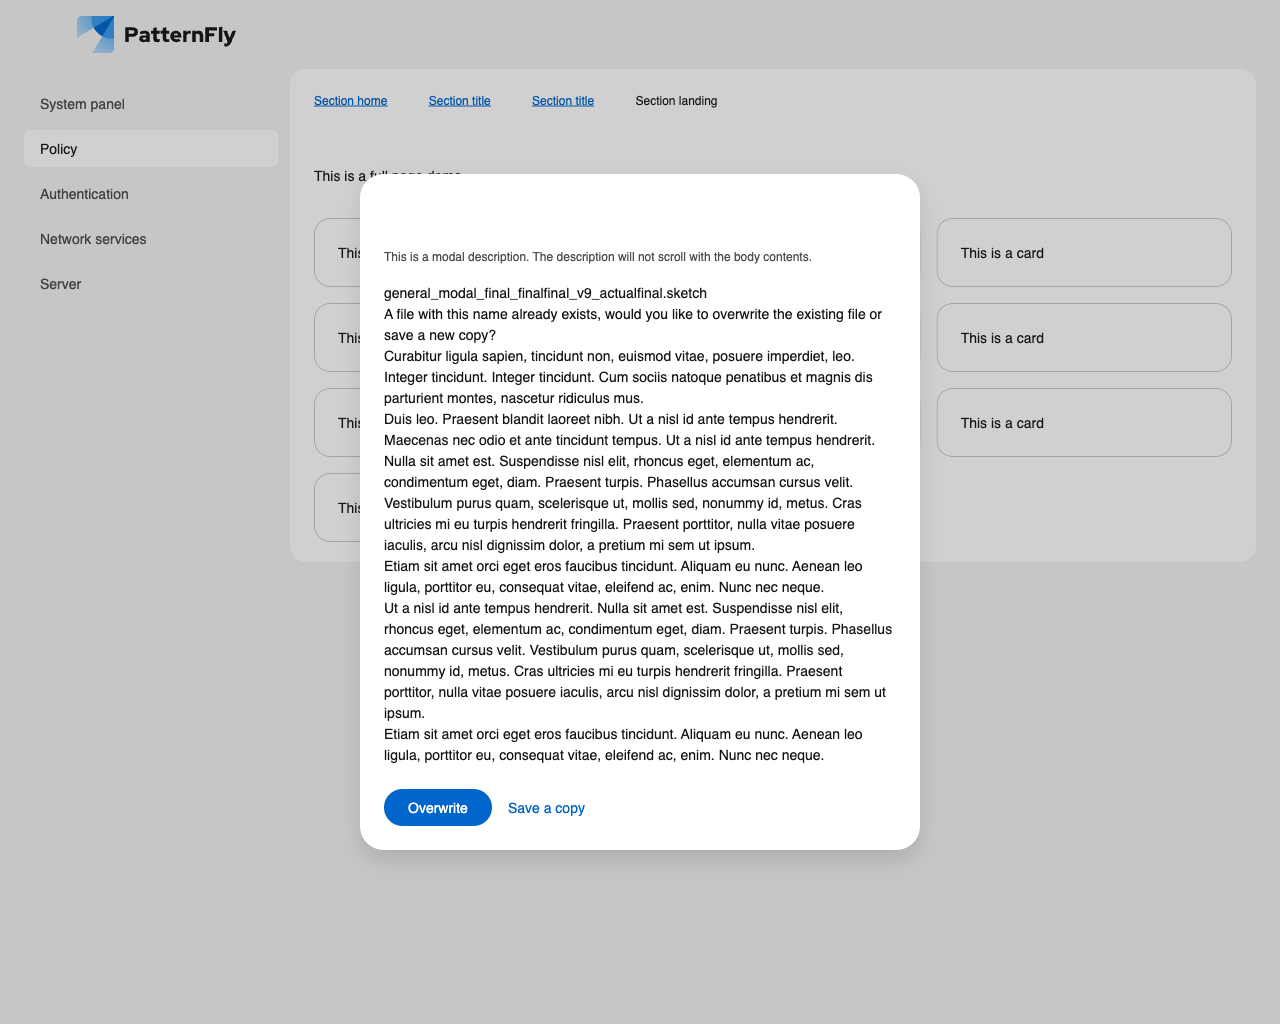 PatternFly
System panel
Policy
Authentication
Network services
Server
Section home
Section title
Section title
Section landing
This is a full page demo
This
This is a card
This
This is a card
This
This is a card
This
This is a modal description. The description will not scroll with the body contents.
general_modal_final_finalfinal_v9_actualfinal.sketch
A file with this name already exists, would you like to overwrite the existing file or
save a new copy?
Curabitur ligula sapien, tincidunt non, euismod vitae, posuere imperdiet, leo.
Integer tincidunt. Integer tincidunt. Cum sociis natoque penatibus et magnis dis
parturient montes, nascetur ridiculus mus.
Duis leo. Praesent blandit laoreet nibh. Ut a nisl id ante tempus hendrerit.
Maecenas nec odio et ante tincidunt tempus. Ut a nisl id ante tempus hendrerit.
Nulla sit amet est. Suspendisse nisl elit, rhoncus eget, elementum ac,
condimentum eget, diam. Praesent turpis. Phasellus accumsan cursus velit.
Vestibulum purus quam, scelerisque ut, mollis sed, nonummy id, metus. Cras
ultricies mi eu turpis hendrerit fringilla. Praesent porttitor, nulla vitae posuere
iaculis, arcu nisl dignissim dolor, a pretium mi sem ut ipsum.
Etiam sit amet orci eget eros faucibus tincidunt. Aliquam eu nunc. Aenean leo
ligula, porttitor eu, consequat vitae, eleifend ac, enim. Nunc nec neque.
Ut a nisl id ante tempus hendrerit. Nulla sit amet est. Suspendisse nisl elit,
rhoncus eget, elementum ac, condimentum eget, diam. Praesent turpis. Phasellus
accumsan cursus velit. Vestibulum purus quam, scelerisque ut, mollis sed,
nonummy id, metus. Cras ultricies mi eu turpis hendrerit fringilla. Praesent
porttitor, nulla vitae posuere iaculis, arcu nisl dignissim dolor, a pretium mi sem ut
ipsum.
Etiam sit amet orci eget eros faucibus tincidunt. Aliquam eu nunc. Aenean leo
ligula, porttitor eu, consequat vitae, eleifend ac, enim. Nunc nec neque.
Overwrite
Save a copy